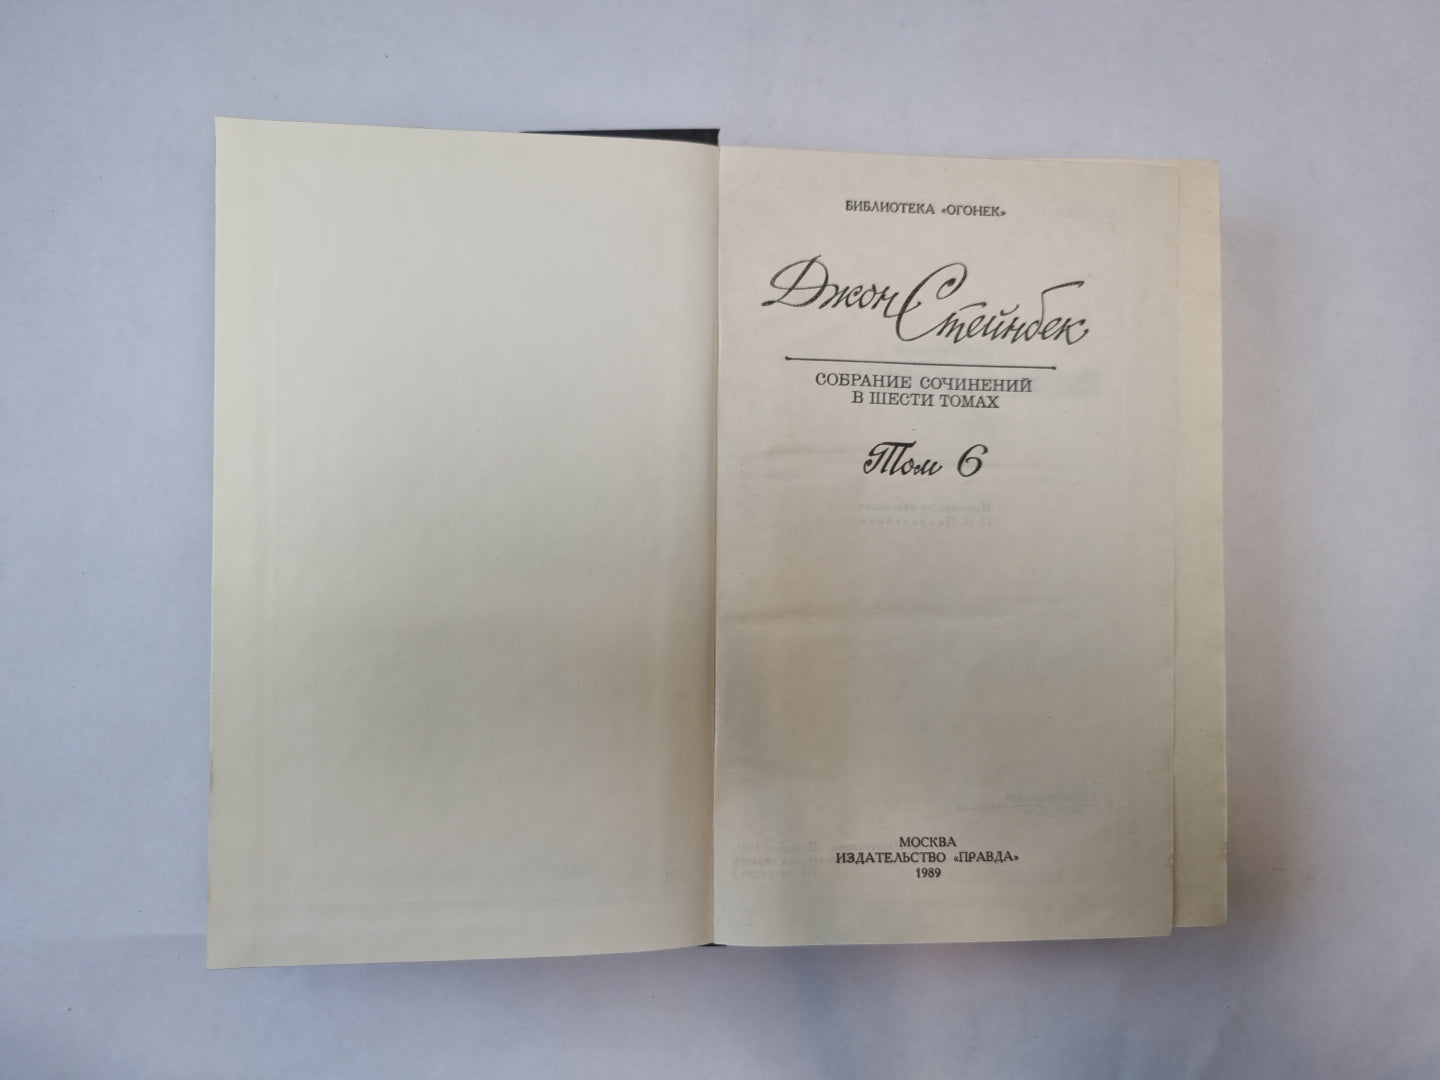 БИБЛИОТЕКА «ОГОНЕК»
Джон Стейнбек
СОБРАНИЕ СОЧИНЕНИЙ
В ШЕСТИ ТОМАХ
Том 6
МОСКВА
ИЗДАТЕЛЬСТВО «ПРАВДА»
1989